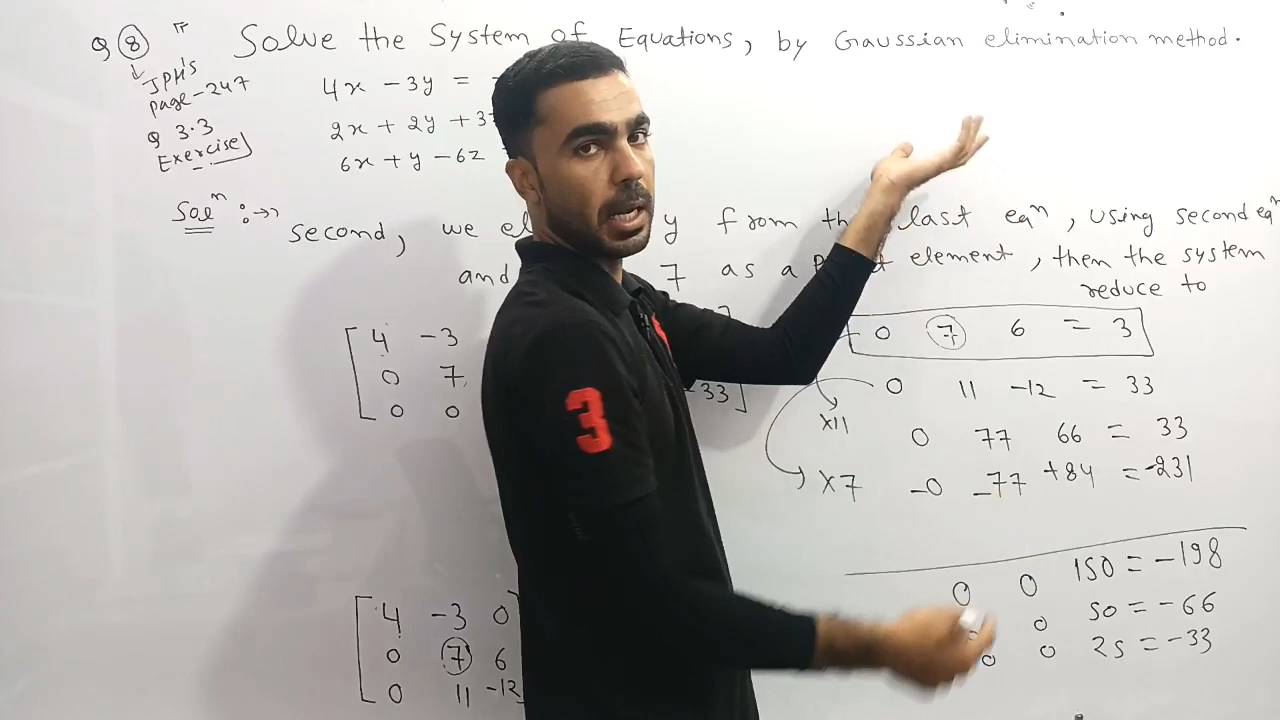 Q 8 Solve the System of Equations, by Gaussian elimination method.
JPH's
page-247
Q 3.3
Exercise
4x - 3y =
2x + 2y + 3
6x + y - 6z
Solⁿ :→
second, we el y from th last eqⁿ, using second eqⁿ
and 7 as a element, then the system
reduce to
4 -3
0 7
0 0 -33
0 7 6 = 3
0 11 -12 = 33
X11 0 77 66 = 33
X7 -0 -77 +84 = -231
0 0 150 = -198
0 50 = -66
0 0 25 = -33
4 -3 0
0 7 6
0 11 -12
3